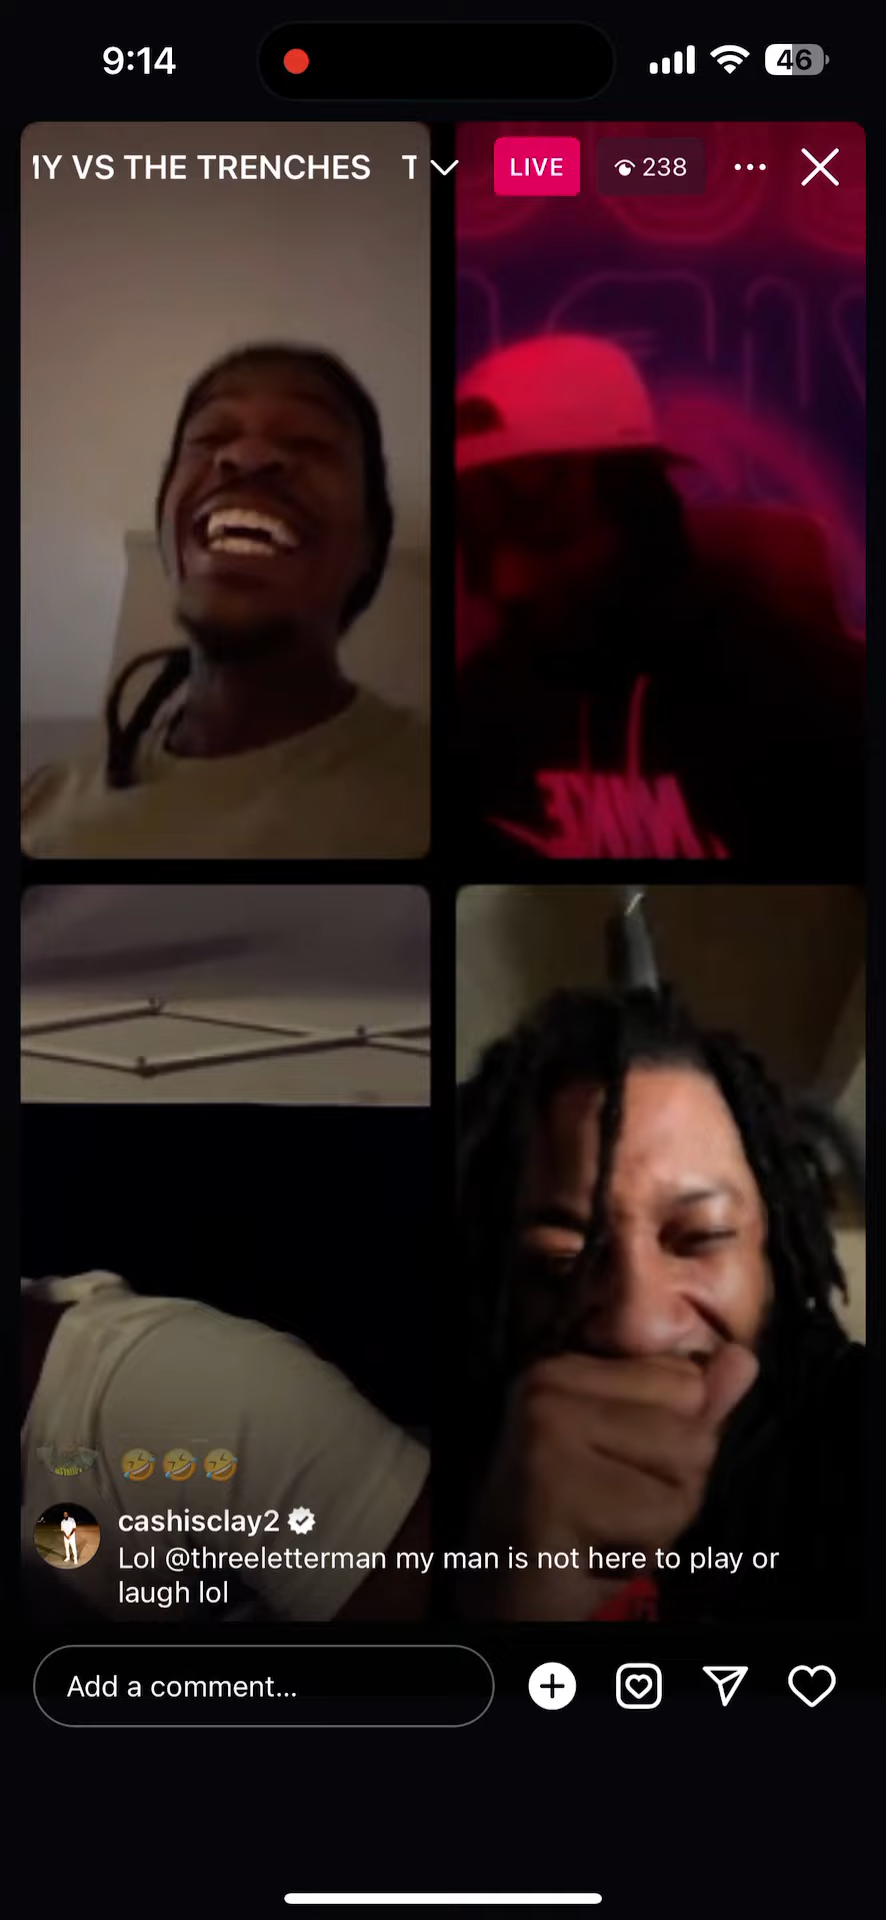 9:14
46
IY VS THE TRENCHES T
LIVE
238
NIKE
cashisclay2
Lol @threeletterman my man is not here to play or
laugh lol
Add a comment...